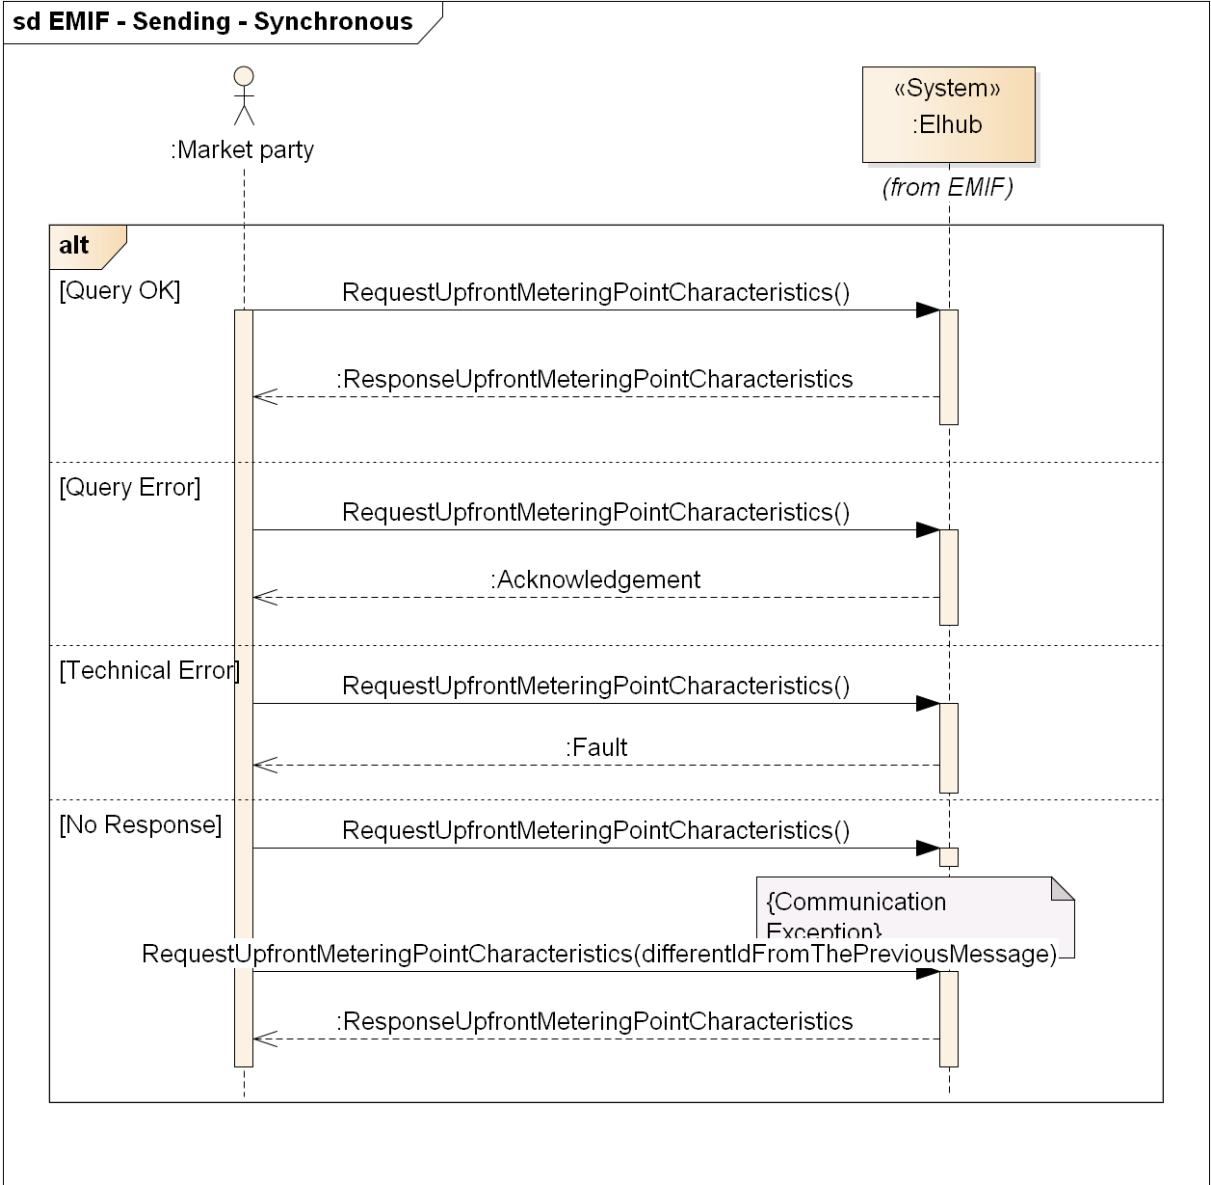 sd EMIF - Sending - Synchronous
«System»
:Elhub
:Market party
(from EMIF)
alt
[Query OK]
RequestUpfrontMeteringPointCharacteristics()
:ResponseUpfrontMeteringPointCharacteristics
[Query Error]
RequestUpfrontMeteringPointCharacteristics()
:Acknowledgement
[Technical Error]
RequestUpfrontMeteringPointCharacteristics()
:Fault
[No Response]
RequestUpfrontMeteringPointCharacteristics()
{Communication
Exception}
RequestUpfrontMeteringPointCharacteristics(differentIdFromThePreviousMessage)
:ResponseUpfrontMeteringPointCharacteristics